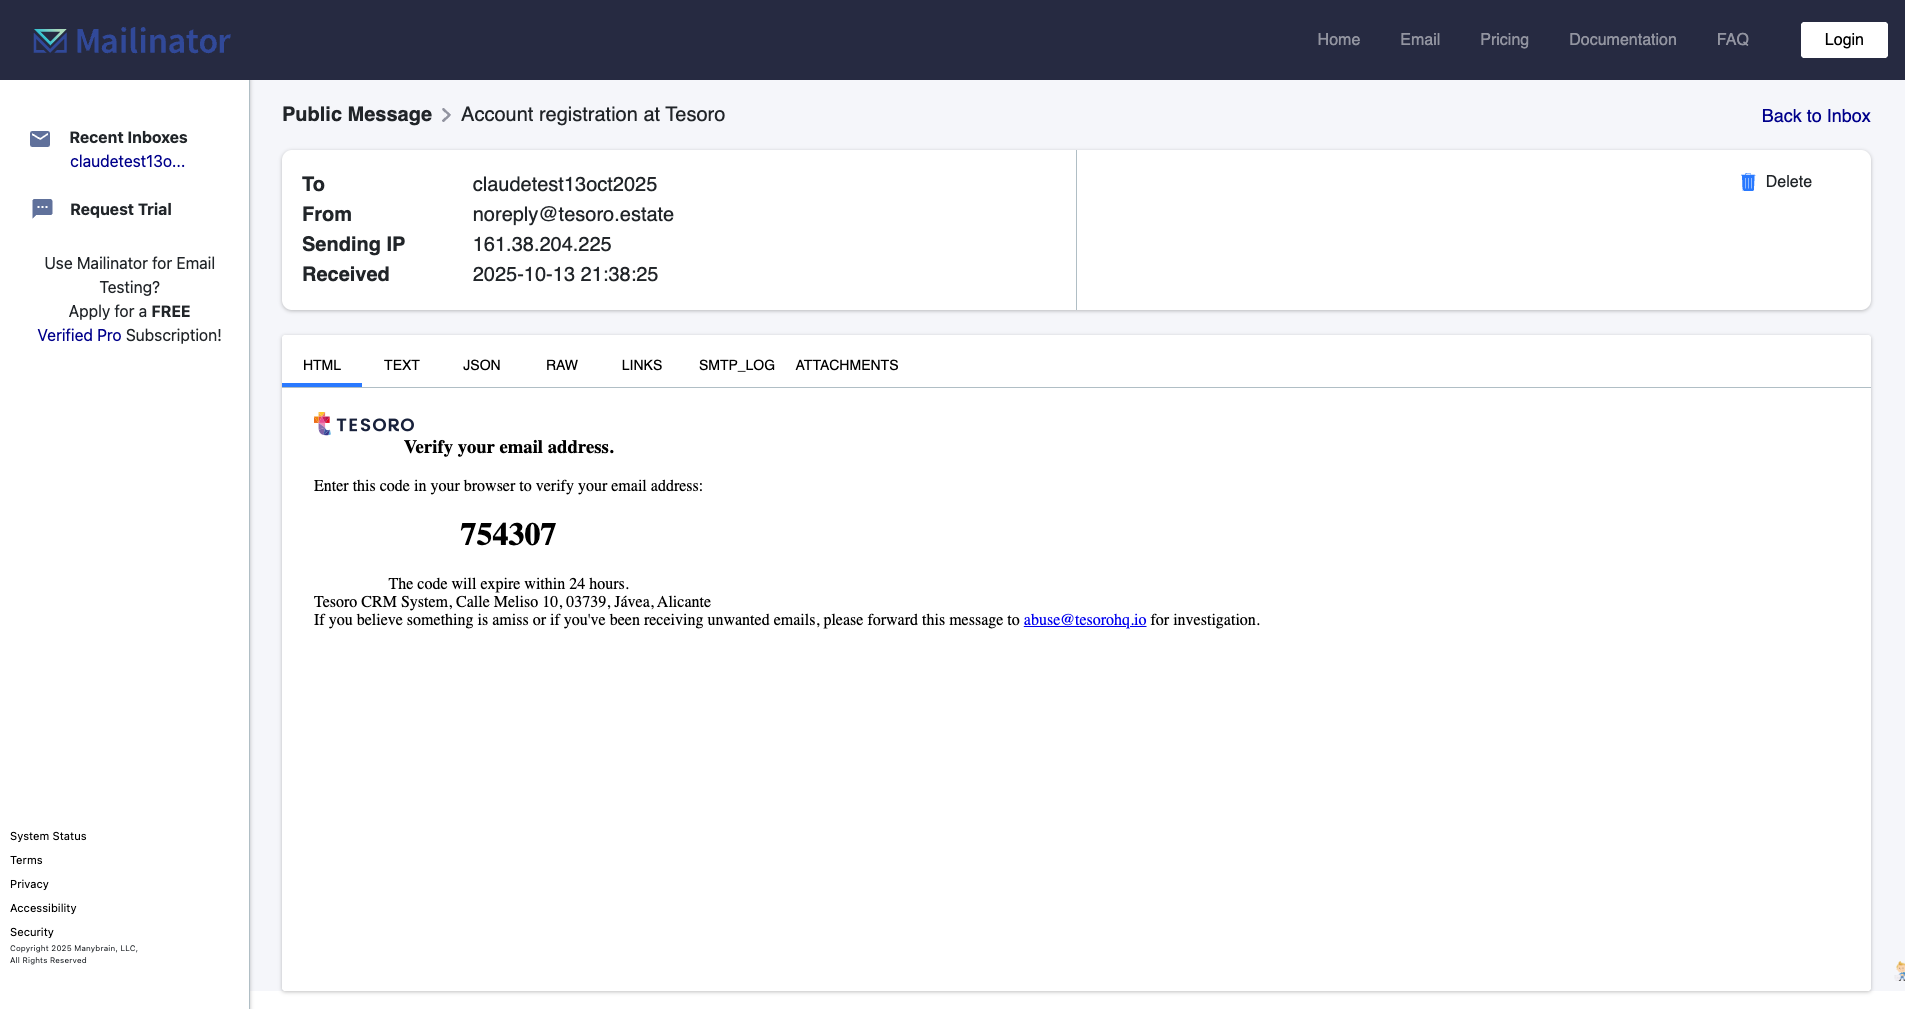 Mailinator
Home
Email
Pricing
Documentation
FAQ
Login
Recent Inboxes
claudetest13o...
Request Trial
Use Mailinator for Email
Testing?
Apply for a FREE
Verified Pro Subscription!
System Status
Terms
Privacy
Accessibility
Security
Copyright 2025 Manybrain, LLC,
All Rights Reserved
Public Message > Account registration at Tesoro
Back to Inbox
To claudetest13oct2025
From noreply@tesoro.estate
Sending IP 161.38.204.225
Received 2025-10-13 21:38:25
Delete
HTML TEXT JSON RAW LINKS SMTP_LOG ATTACHMENTS
TESORO
Verify your email address.
Enter this code in your browser to verify your email address:
754307
The code will expire within 24 hours.
Tesoro CRM System, Calle Meliso 10, 03739, Jávea, Alicante
If you believe something is amiss or if you've been receiving unwanted emails, please forward this message to abuse@tesorohq.io for investigation.